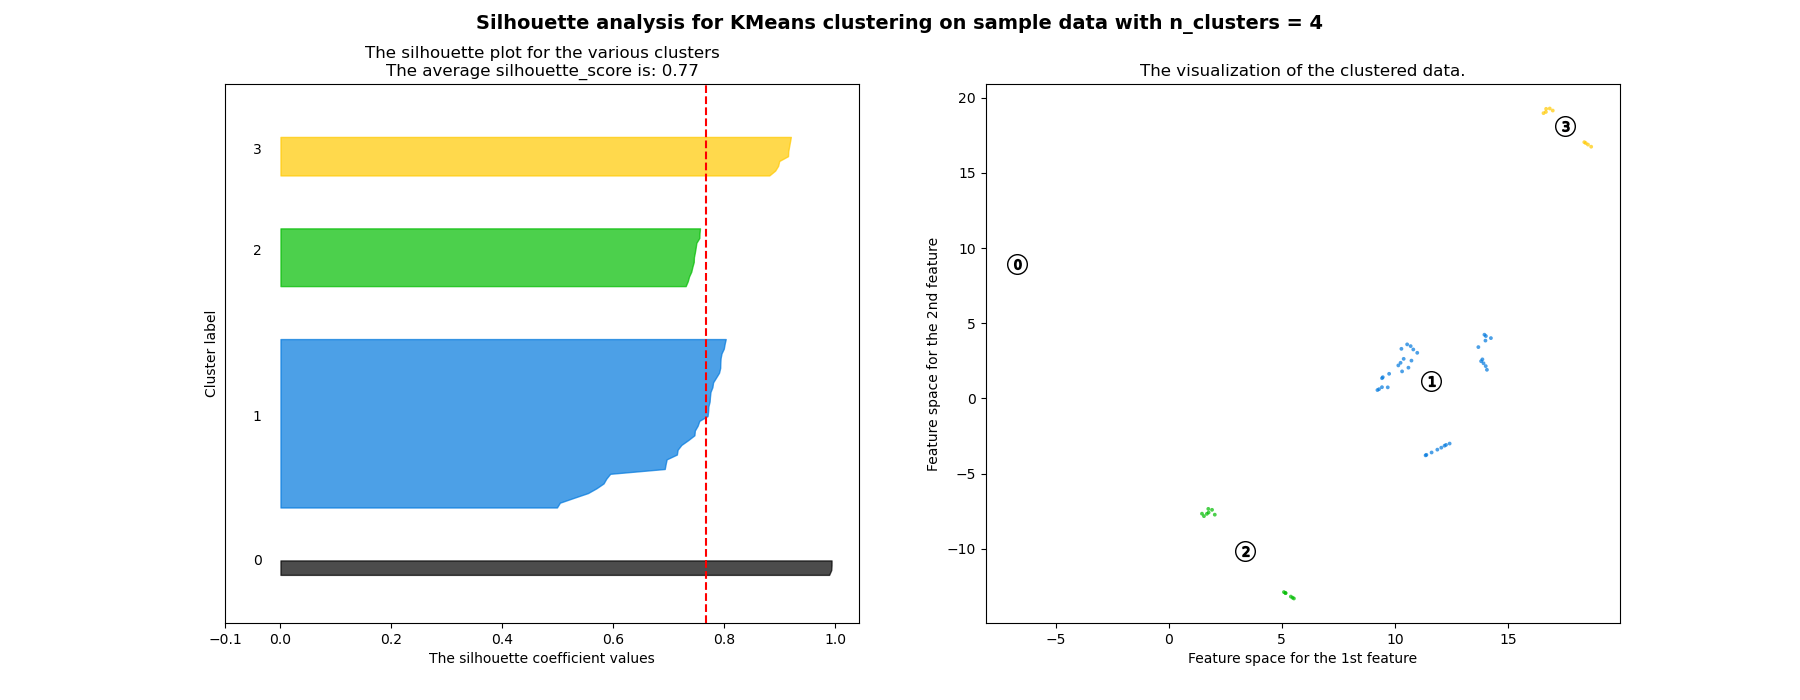 Silhouette analysis for KMeans clustering on sample data with n_clusters = 4
The silhouette plot for the various clusters
The average silhouette_score is: 0.77
3
2
1
0
Cluster label
−0.1 0.0 0.2 0.4 0.6 0.8 1.0
The silhouette coefficient values
The visualization of the clustered data.
20
15
10
5
0
−5
−10
Feature space for the 2nd feature
3
0
1
2
−5 0 5 10 15
Feature space for the 1st feature